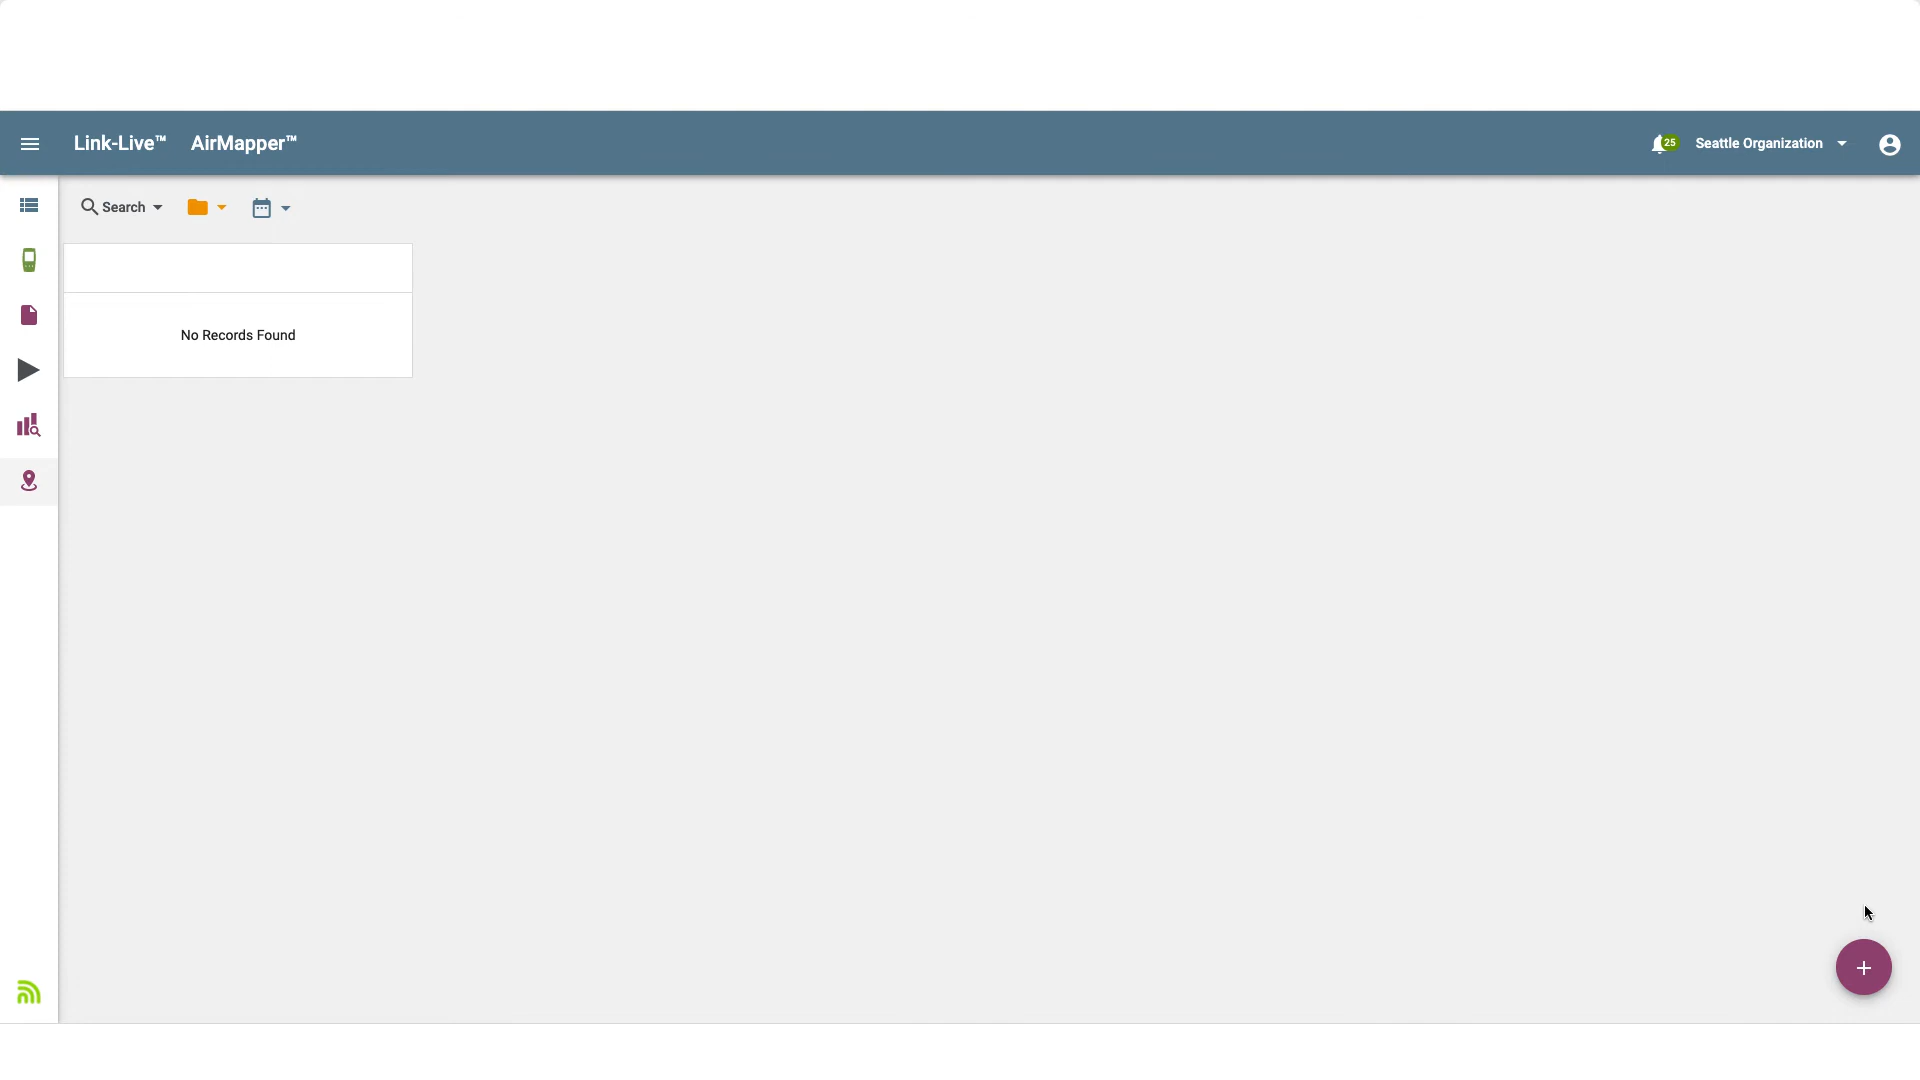 Link-Live™ AirMapper™
25
Seattle Organization
Search
No Records Found